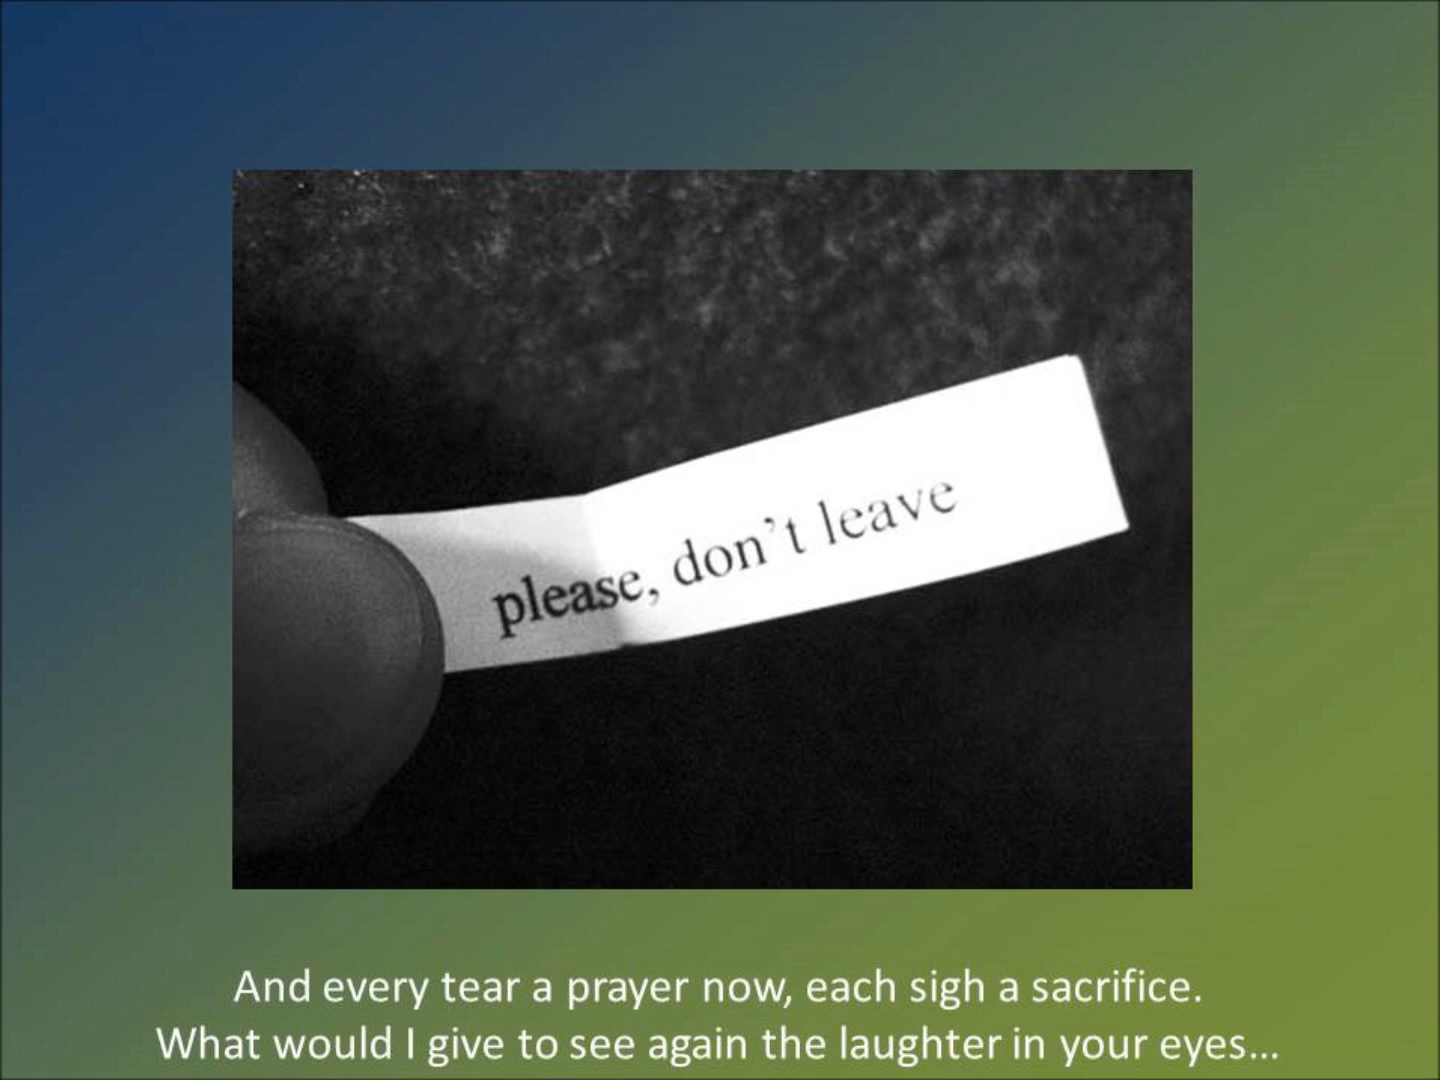 please, don't leave
And every tear a prayer now, each sigh a sacrifice.
What would I give to see again the laughter in your eyes...